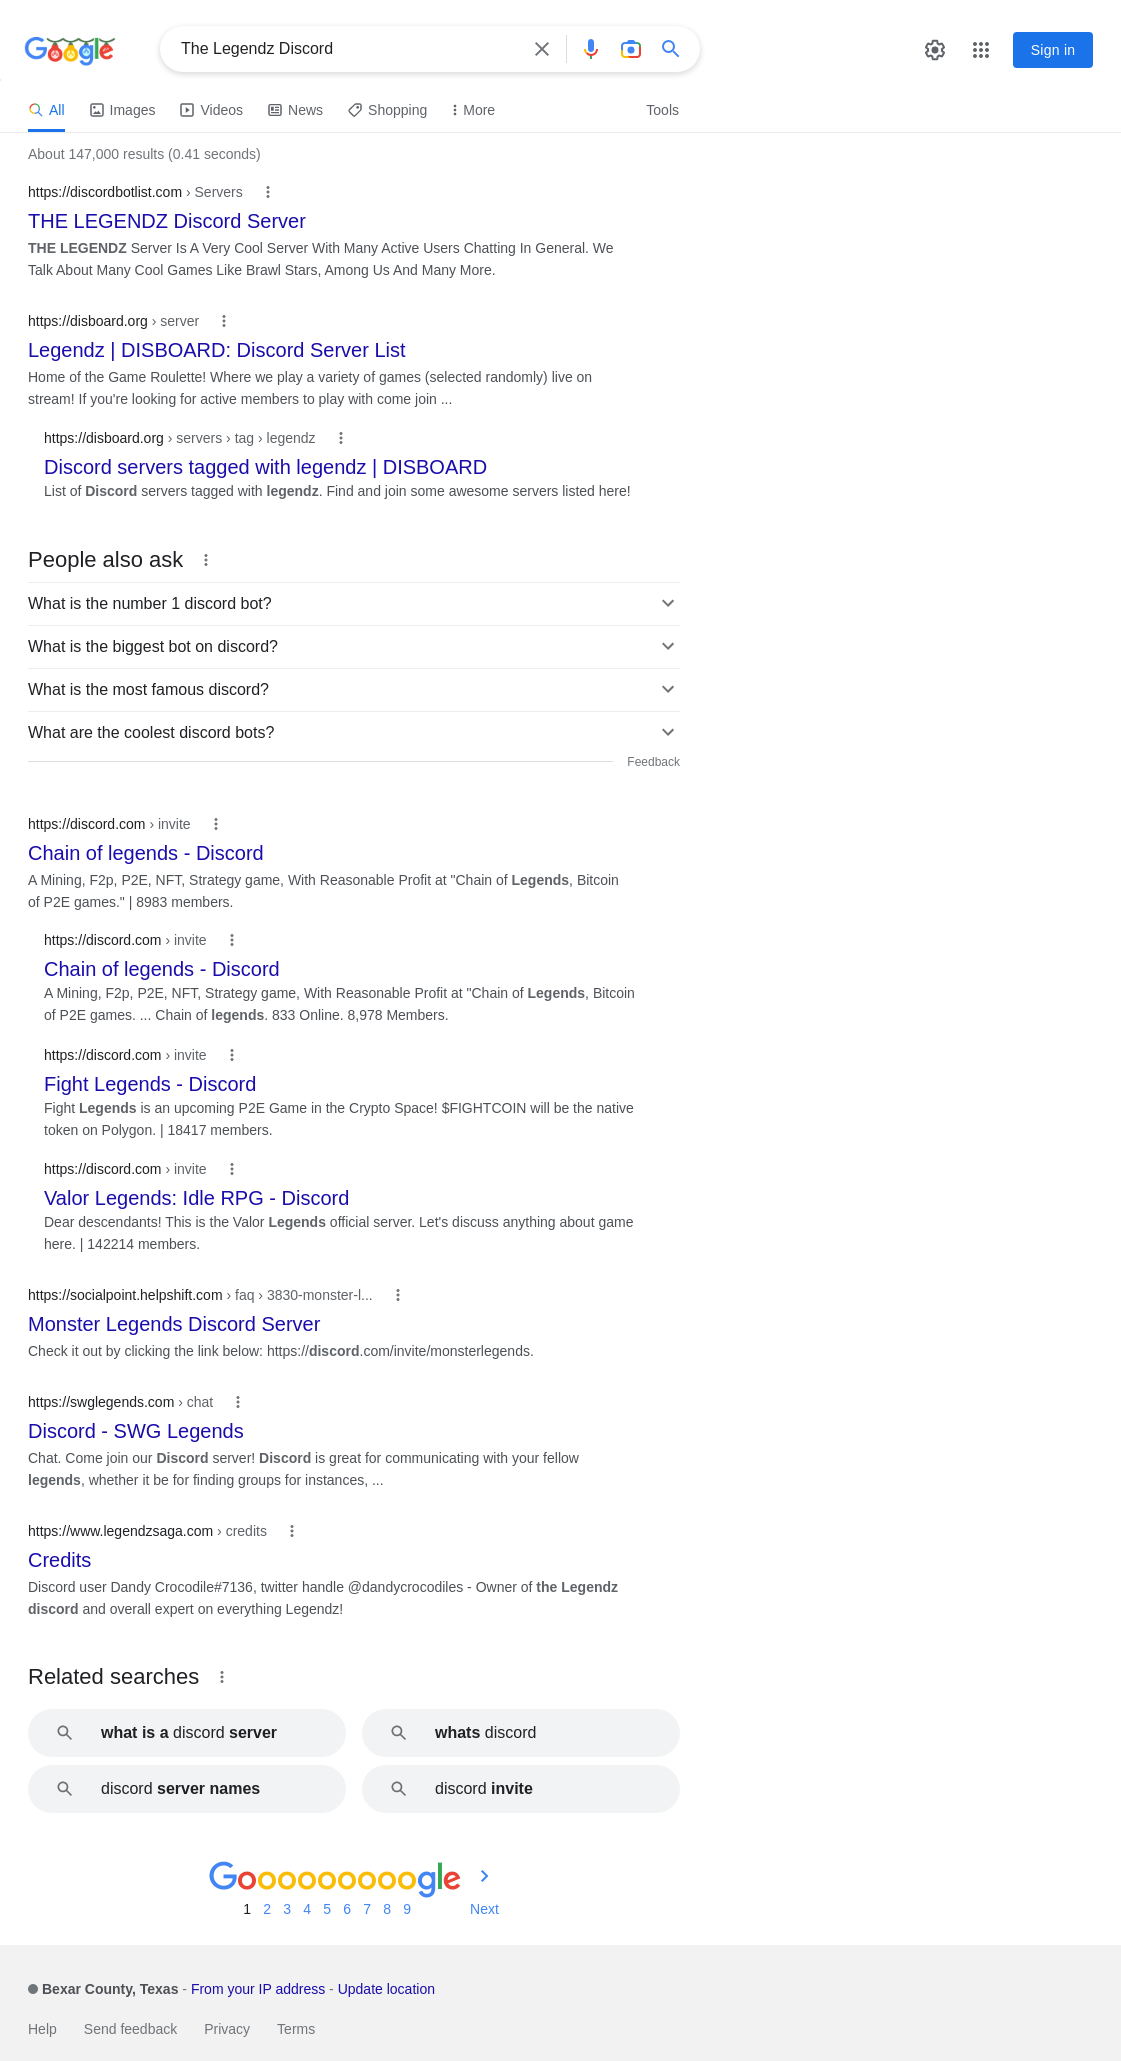 Google
The Legendz Discord
Sign in
All Images Videos News Shopping More Tools
About 147,000 results (0.41 seconds)
https://discordbotlist.com › Servers
THE LEGENDZ Discord Server
THE LEGENDZ Server Is A Very Cool Server With Many Active Users Chatting In General. We
Talk About Many Cool Games Like Brawl Stars, Among Us And Many More.
https://disboard.org › server
Legendz | DISBOARD: Discord Server List
Home of the Game Roulette! Where we play a variety of games (selected randomly) live on
stream! If you're looking for active members to play with come join ...
https://disboard.org › servers › tag › legendz
Discord servers tagged with legendz | DISBOARD
List of Discord servers tagged with legendz. Find and join some awesome servers listed here!
People also ask
What is the number 1 discord bot?
What is the biggest bot on discord?
What is the most famous discord?
What are the coolest discord bots?
Feedback
https://discord.com › invite
Chain of legends - Discord
A Mining, F2p, P2E, NFT, Strategy game, With Reasonable Profit at "Chain of Legends, Bitcoin
of P2E games." | 8983 members.
https://discord.com › invite
Chain of legends - Discord
A Mining, F2p, P2E, NFT, Strategy game, With Reasonable Profit at "Chain of Legends, Bitcoin
of P2E games. ... Chain of legends. 833 Online. 8,978 Members.
https://discord.com › invite
Fight Legends - Discord
Fight Legends is an upcoming P2E Game in the Crypto Space! $FIGHTCOIN will be the native
token on Polygon. | 18417 members.
https://discord.com › invite
Valor Legends: Idle RPG - Discord
Dear descendants! This is the Valor Legends official server. Let's discuss anything about game
here. | 142214 members.
https://socialpoint.helpshift.com › faq › 3830-monster-l...
Monster Legends Discord Server
Check it out by clicking the link below: https://discord.com/invite/monsterlegends.
https://swglegends.com › chat
Discord - SWG Legends
Chat. Come join our Discord server! Discord is great for communicating with your fellow
legends, whether it be for finding groups for instances, ...
https://www.legendzsaga.com › credits
Credits
Discord user Dandy Crocodile#7136, twitter handle @dandycrocodiles - Owner of the Legendz
discord and overall expert on everything Legendz!
Related searches
what is a discord server
whats discord
discord server names
discord invite
Gooooooooogle
1 2 3 4 5 6 7 8 9 Next
Bexar County, Texas - From your IP address - Update location
Help Send feedback Privacy Terms